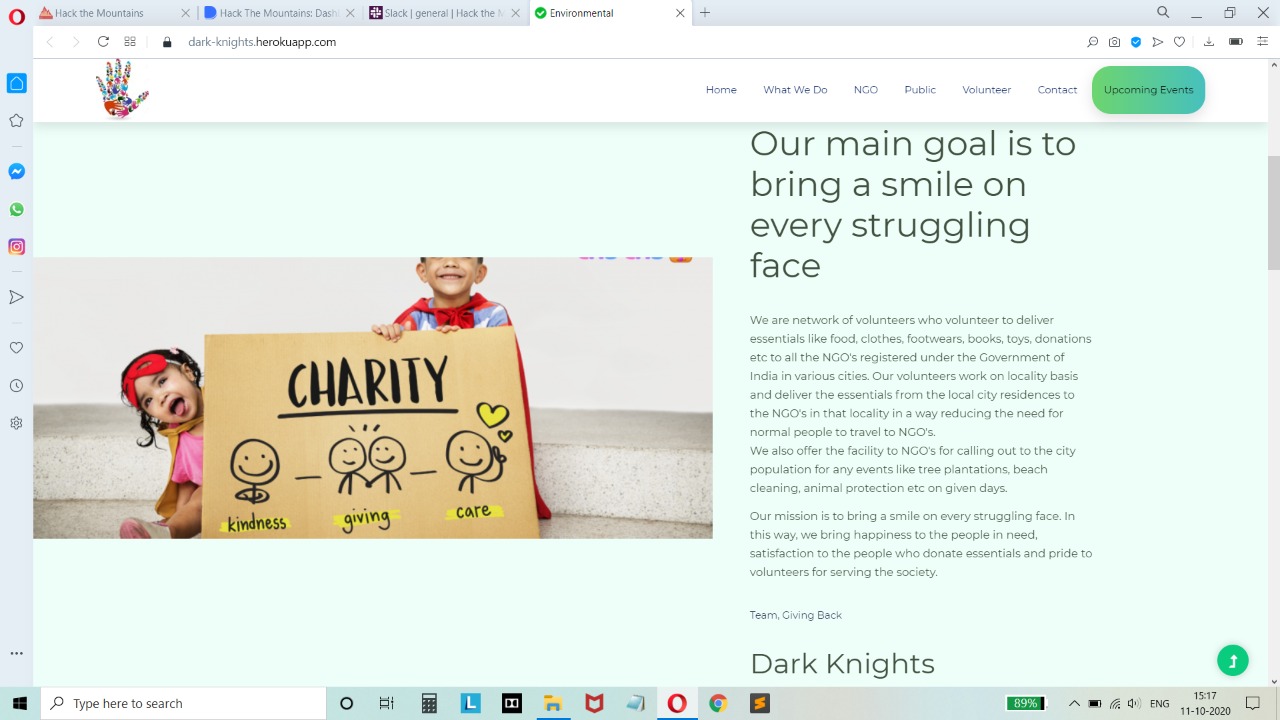 Hack The Mountains
Hack The Mountains: Dashl
Slack | general | Hack the M
Environmental
dark-knights.herokuapp.com
Home
What We Do
NGO
Public
Volunteer
Contact
Upcoming Events
Our main goal is to
bring a smile on
every struggling
face
CHARITY
kindness
giving
care
We are network of volunteers who volunteer to deliver
essentials like food, clothes, footwears, books, toys, donations
etc to all the NGO's registered under the Government of
India in various cities. Our volunteers work on locality basis
and deliver the essentials from the local city residences to
the NGO's in that locality in a way reducing the need for
normal people to travel to NGO's.
We also offer the facility to NGO's for calling out to the city
population for any events like tree plantations, beach
cleaning, animal protection etc on given days.
Our mission is to bring a smile on every struggling face. In
this way, we bring happiness to the people in need,
satisfaction to the people who donate essentials and pride to
volunteers for serving the society.
Team, Giving Back
Dark Knights
Type here to search
89%
ENG
15:17
11-10-2020